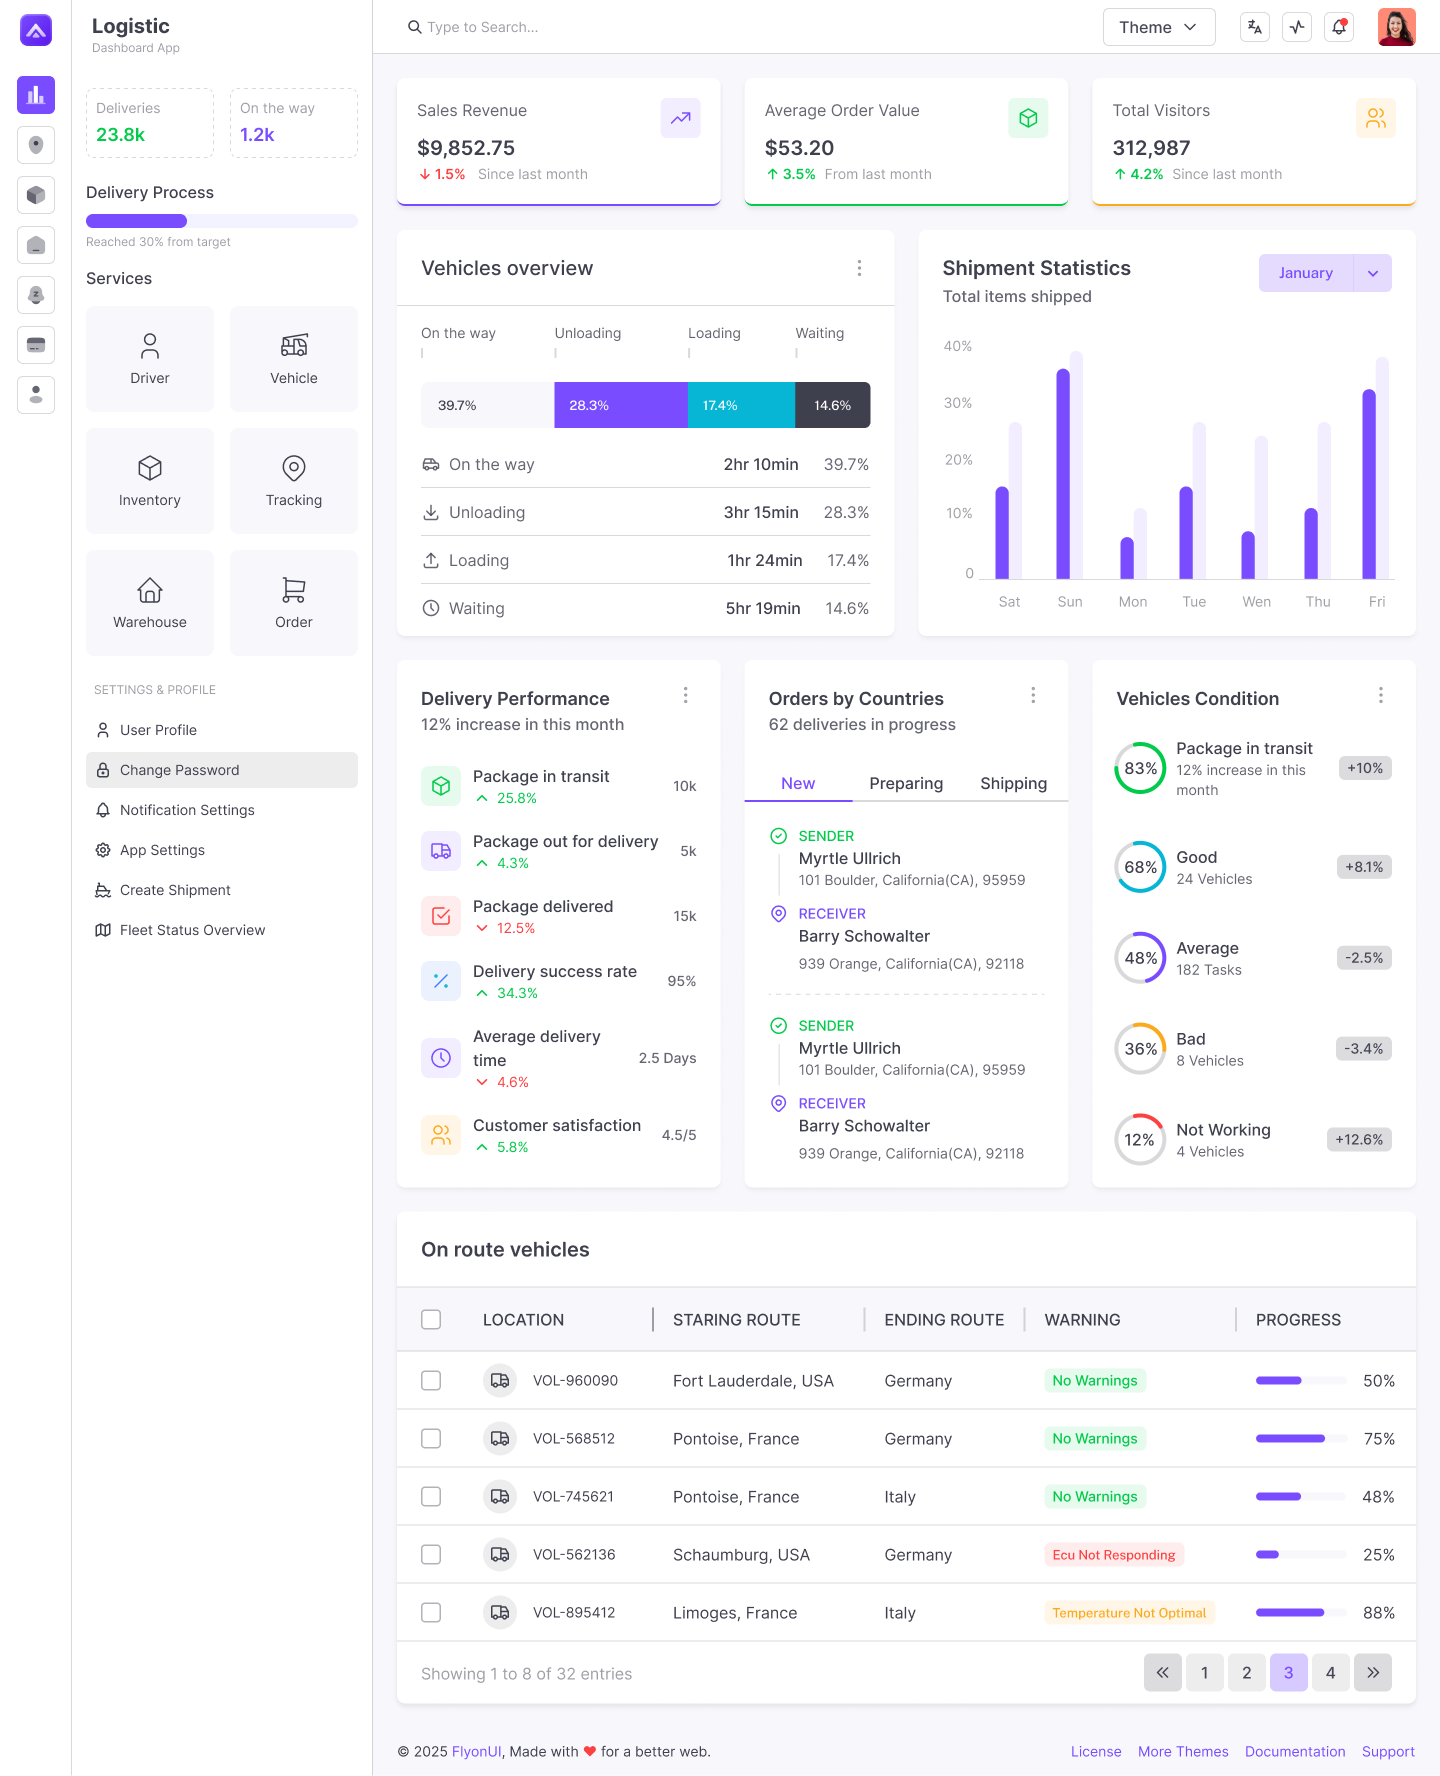 Logistic
Dashboard App
Deliveries
23.8k
On the way
1.2k
Delivery Process
Reached 30% from target
Services
Driver
Vehicle
Inventory
Tracking
Warehouse
Order
SETTINGS & PROFILE
User Profile
Change Password
Notification Settings
App Settings
Create Shipment
Fleet Status Overview
Type to Search...
Theme
Sales Revenue
$9,852.75
1.5% Since last month
Average Order Value
$53.20
3.5% From last month
Total Visitors
312,987
4.2% Since last month
Vehicles overview
On the way Unloading Loading Waiting
39.7% 28.3% 17.4% 14.6%
On the way 2hr 10min 39.7%
Unloading 3hr 15min 28.3%
Loading 1hr 24min 17.4%
Waiting 5hr 19min 14.6%
Shipment Statistics
Total items shipped
January
40%
30%
20%
10%
0
Sat Sun Mon Tue Wen Thu Fri
Delivery Performance
12% increase in this month
Package in transit
25.8%
10k
Package out for delivery
4.3%
5k
Package delivered
12.5%
15k
Delivery success rate
34.3%
95%
Average delivery
time
4.6%
2.5 Days
Customer satisfaction
5.8%
4.5/5
Orders by Countries
62 deliveries in progress
New Preparing Shipping
SENDER
Myrtle Ullrich
101 Boulder, California(CA), 95959
RECEIVER
Barry Schowalter
939 Orange, California(CA), 92118
SENDER
Myrtle Ullrich
101 Boulder, California(CA), 95959
RECEIVER
Barry Schowalter
939 Orange, California(CA), 92118
Vehicles Condition
83%
Package in transit
12% increase in this
month
+10%
68%
Good
24 Vehicles
+8.1%
48%
Average
182 Tasks
-2.5%
36%
Bad
8 Vehicles
-3.4%
12%
Not Working
4 Vehicles
+12.6%
On route vehicles
LOCATION STARING ROUTE ENDING ROUTE WARNING PROGRESS
VOL-960090 Fort Lauderdale, USA Germany No Warnings 50%
VOL-568512 Pontoise, France Germany No Warnings 75%
VOL-745621 Pontoise, France Italy No Warnings 48%
VOL-562136 Schaumburg, USA Germany Ecu Not Responding 25%
VOL-895412 Limoges, France Italy Temperature Not Optimal 88%
Showing 1 to 8 of 32 entries
1 2 3 4
© 2025 FlyonUI, Made with ❤ for a better web.
License More Themes Documentation Support